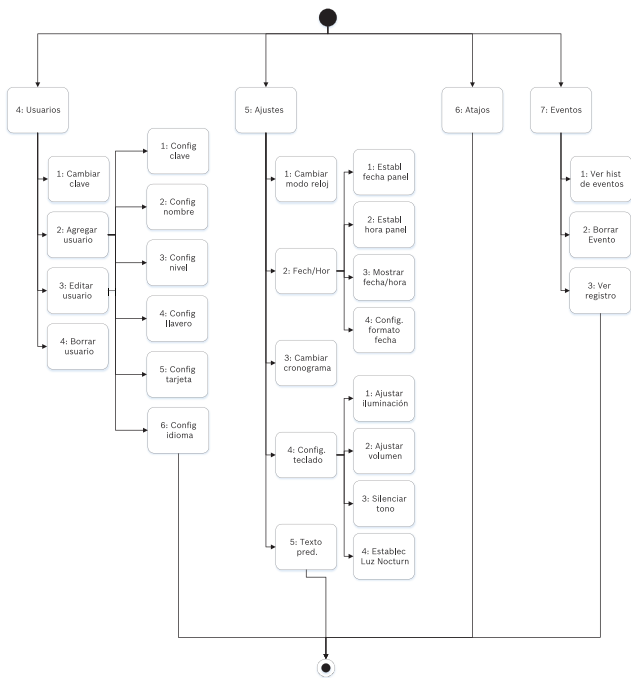 4: Usuarios
1: Cambiar
clave
2: Agregar
usuario
3: Editar
usuario
4: Borrar
usuario
1: Config
clave
2: Config
nombre
3: Config
nivel
4: Config
llavero
5: Config
tarjeta
6: Config
idioma
5: Ajustes
1: Cambiar
modo reloj
2: Fech/Hor
3: Cambiar
cronograma
4: Config.
teclado
5: Texto
pred.
1: Establ
fecha panel
2: Establ
hora panel
3: Mostrar
fecha/hora
4: Config.
formato
fecha
1: Ajustar
iluminación
2: Ajustar
volumen
3: Silenciar
tono
4: Establec
Luz Nocturn
6: Atajos
7: Eventos
1: Ver hist
de eventos
2: Borrar
Evento
3: Ver
registro